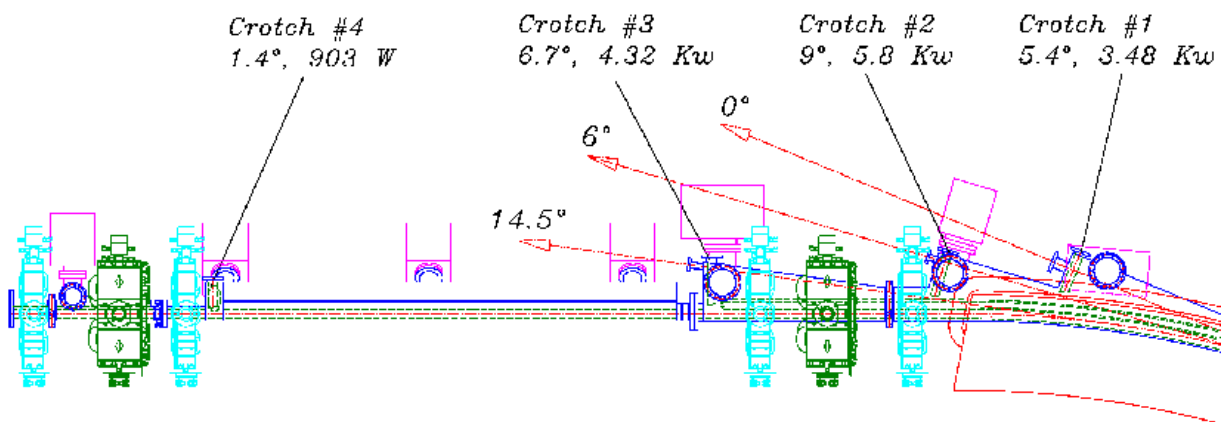 Crotch #4
1.4°, 903 W
Crotch #3
6.7°, 4.32 Kw
Crotch #2
9°, 5.8 Kw
Crotch #1
5.4°, 3.48 Kw
0°
6°
14.5°